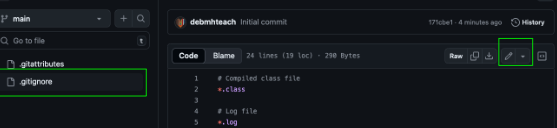 main
debmhteach Initial commit
171cbe1 · 4 minutes ago
History
Go to file
t
Code
Blame
24 lines (19 loc) · 290 Bytes
Raw
.gitattributes
.gitignore
1 # Compiled class file
2 *.class
3
4 # Log file
5 *.log